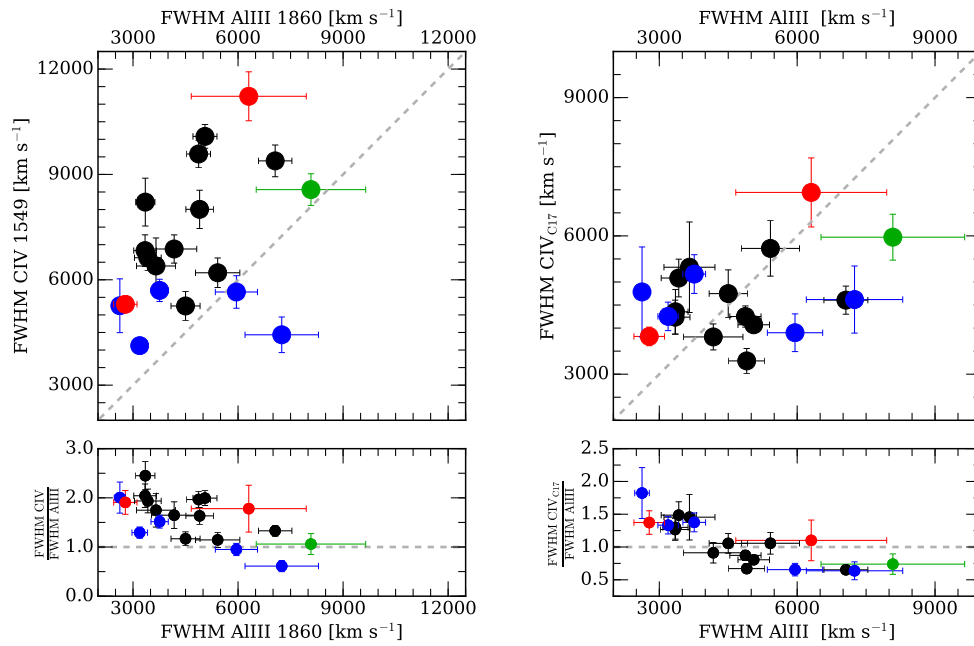 FWHM AlIII 1860 [km s⁻¹]
3000 6000 9000 12000
FWHM CIV 1549 [km s⁻¹]
12000
9000
6000
3000
FWHM AlIII [km s⁻¹]
3000 6000 9000
FWHM CIV_C17 [km s⁻¹]
9000
6000
3000
FWHM CIV
FWHM AlIII
3.0
2.0
1.0
0.0
3000 6000 9000 12000
FWHM AlIII 1860 [km s⁻¹]
FWHM CIV_C17
FWHM AlIII
2.5
2.0
1.5
1.0
0.5
3000 6000 9000
FWHM AlIII [km s⁻¹]